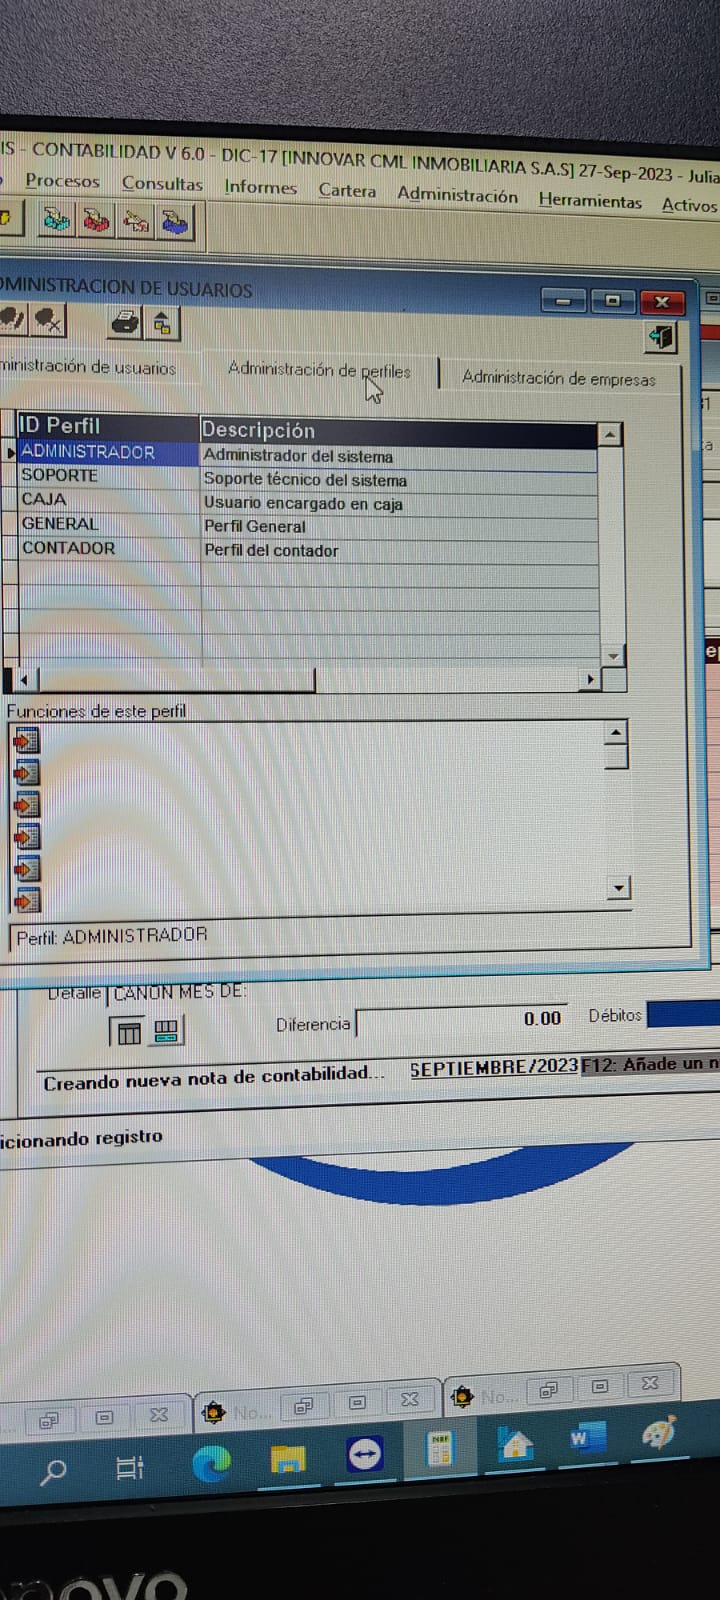 IS - CONTABILIDAD V 6.0 - DIC-17 [INNOVAR CML INMOBILIARIA S.A.S] 27-Sep-2023 - Julia
Procesos Consultas Informes Cartera Administración Herramientas Activos
DMINISTRACION DE USUARIOS
ministración de usuarios Administración de perfiles Administración de empresas
ID Perfil Descripción
ADMINISTRADOR Administrador del sistema
SOPORTE Soporte técnico del sistema
CAJA Usuario encargado en caja
GENERAL Perfil General
CONTADOR Perfil del contador
Funciones de este perfil
Perfil: ADMINISTRADOR
Detalle CANON MES DE:
Diferencia 0.00 Débitos
Creando nueva nota de contabilidad... SEPTIEMBRE/2023 F12: Añade un n
icionando registro
No... No...
W
novo